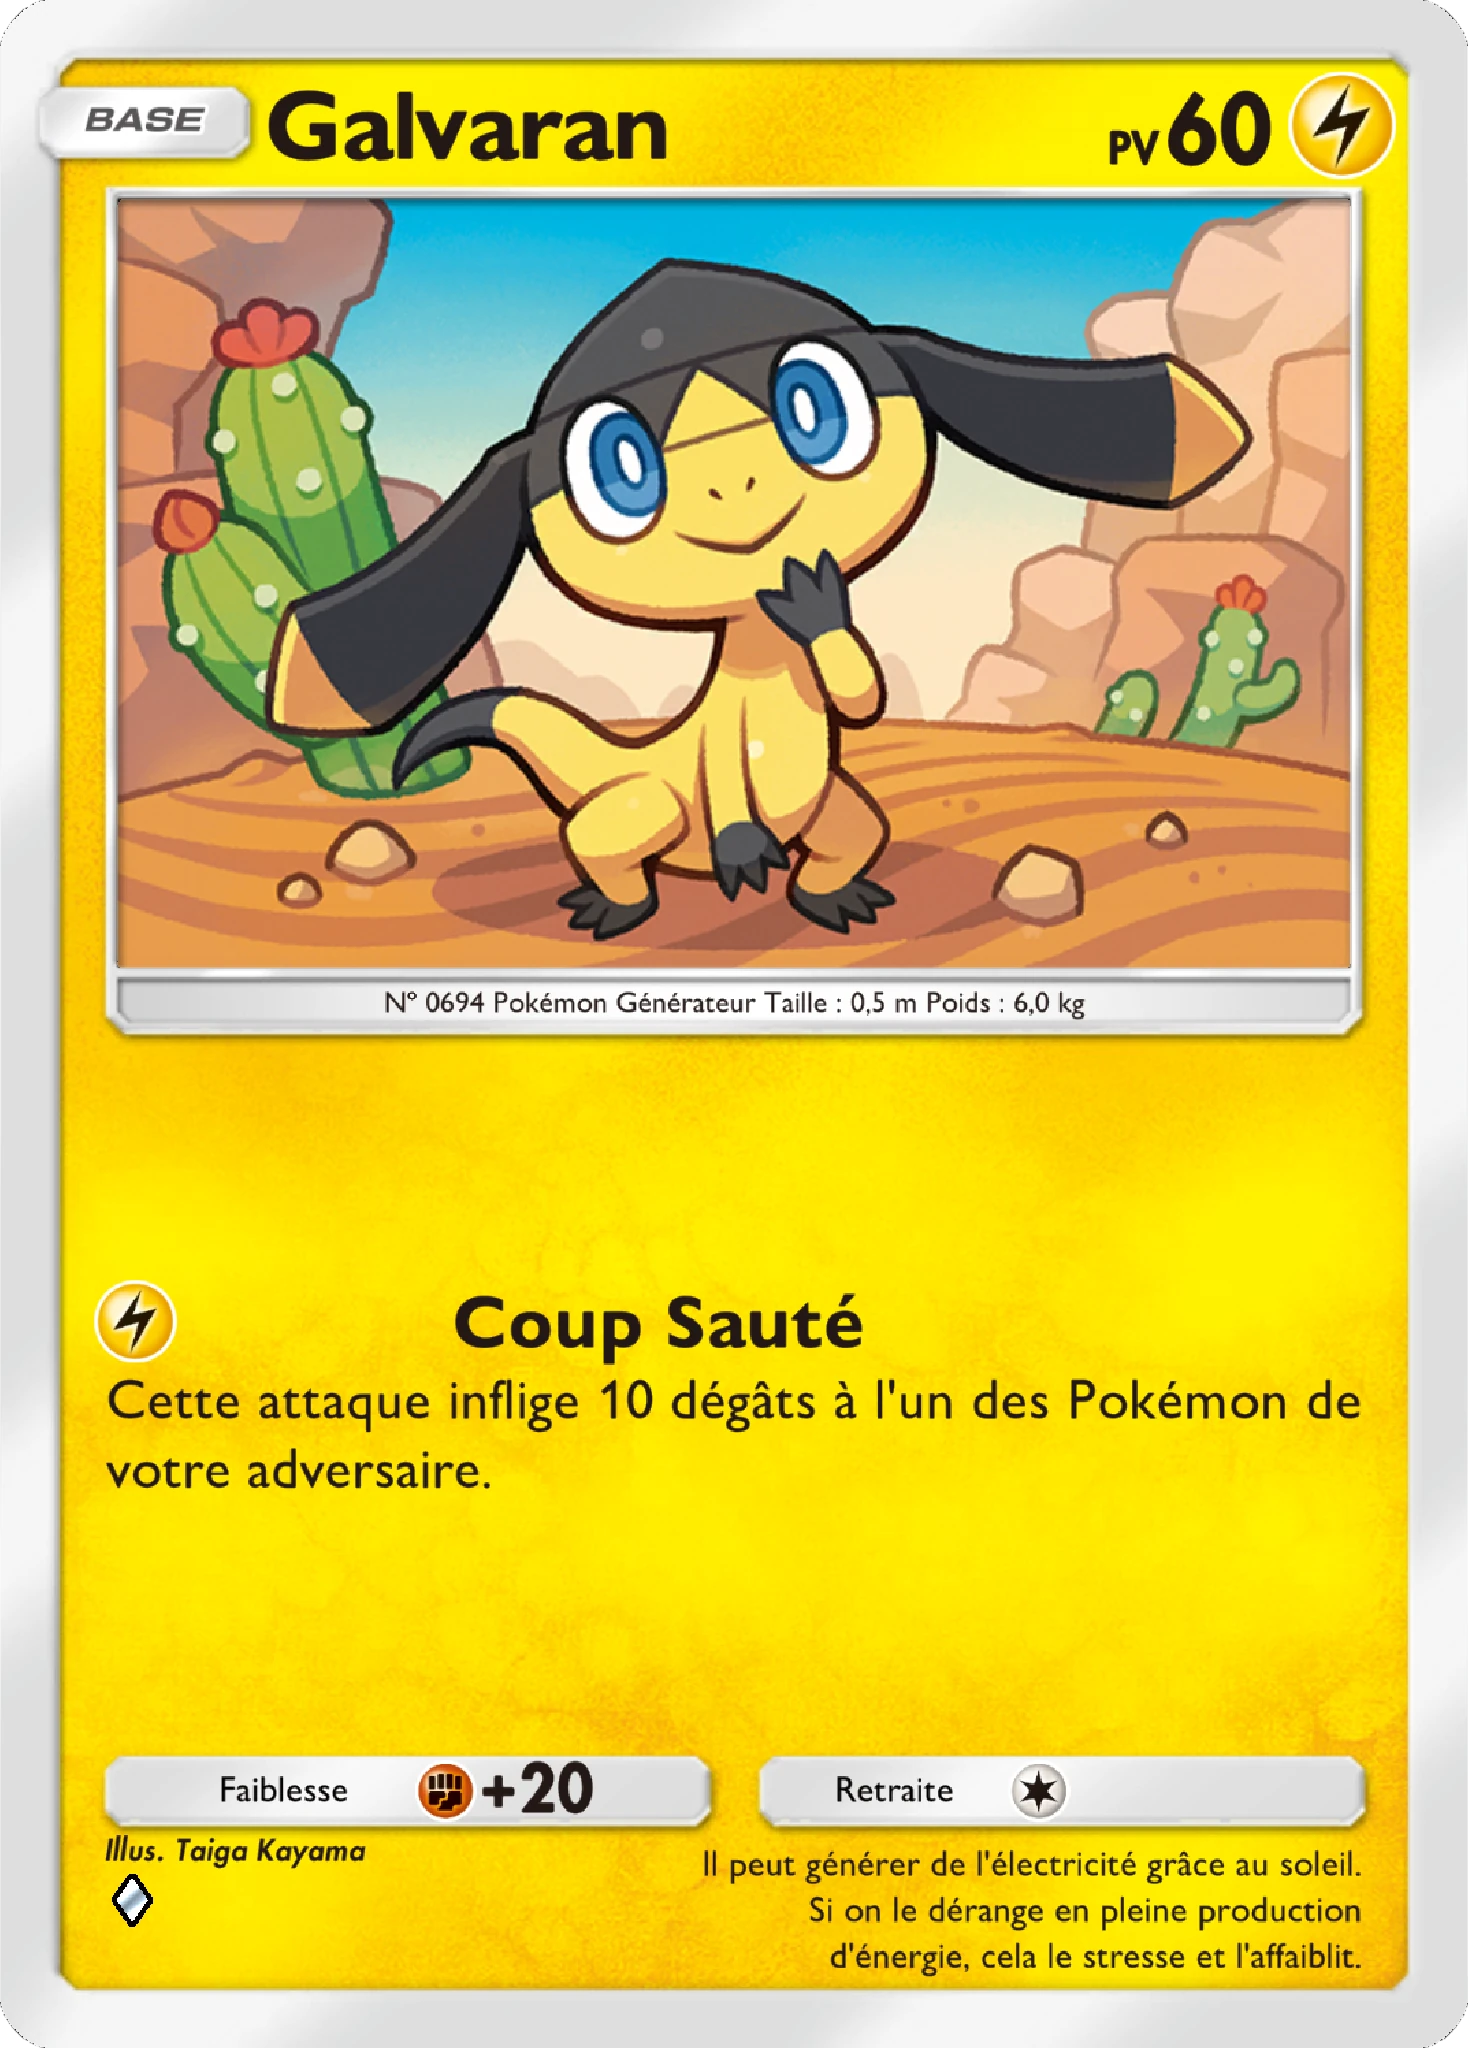 BASE Galvaran PV 60
N° 0694 Pokémon Générateur Taille : 0,5 m Poids : 6,0 kg
Coup Sauté
Cette attaque inflige 10 dégâts à l'un des Pokémon de
votre adversaire.
Faiblesse +20 Retraite
Illus. Taiga Kayama
Il peut générer de l'électricité grâce au soleil.
Si on le dérange en pleine production
d'énergie, cela le stresse et l'affaiblit.